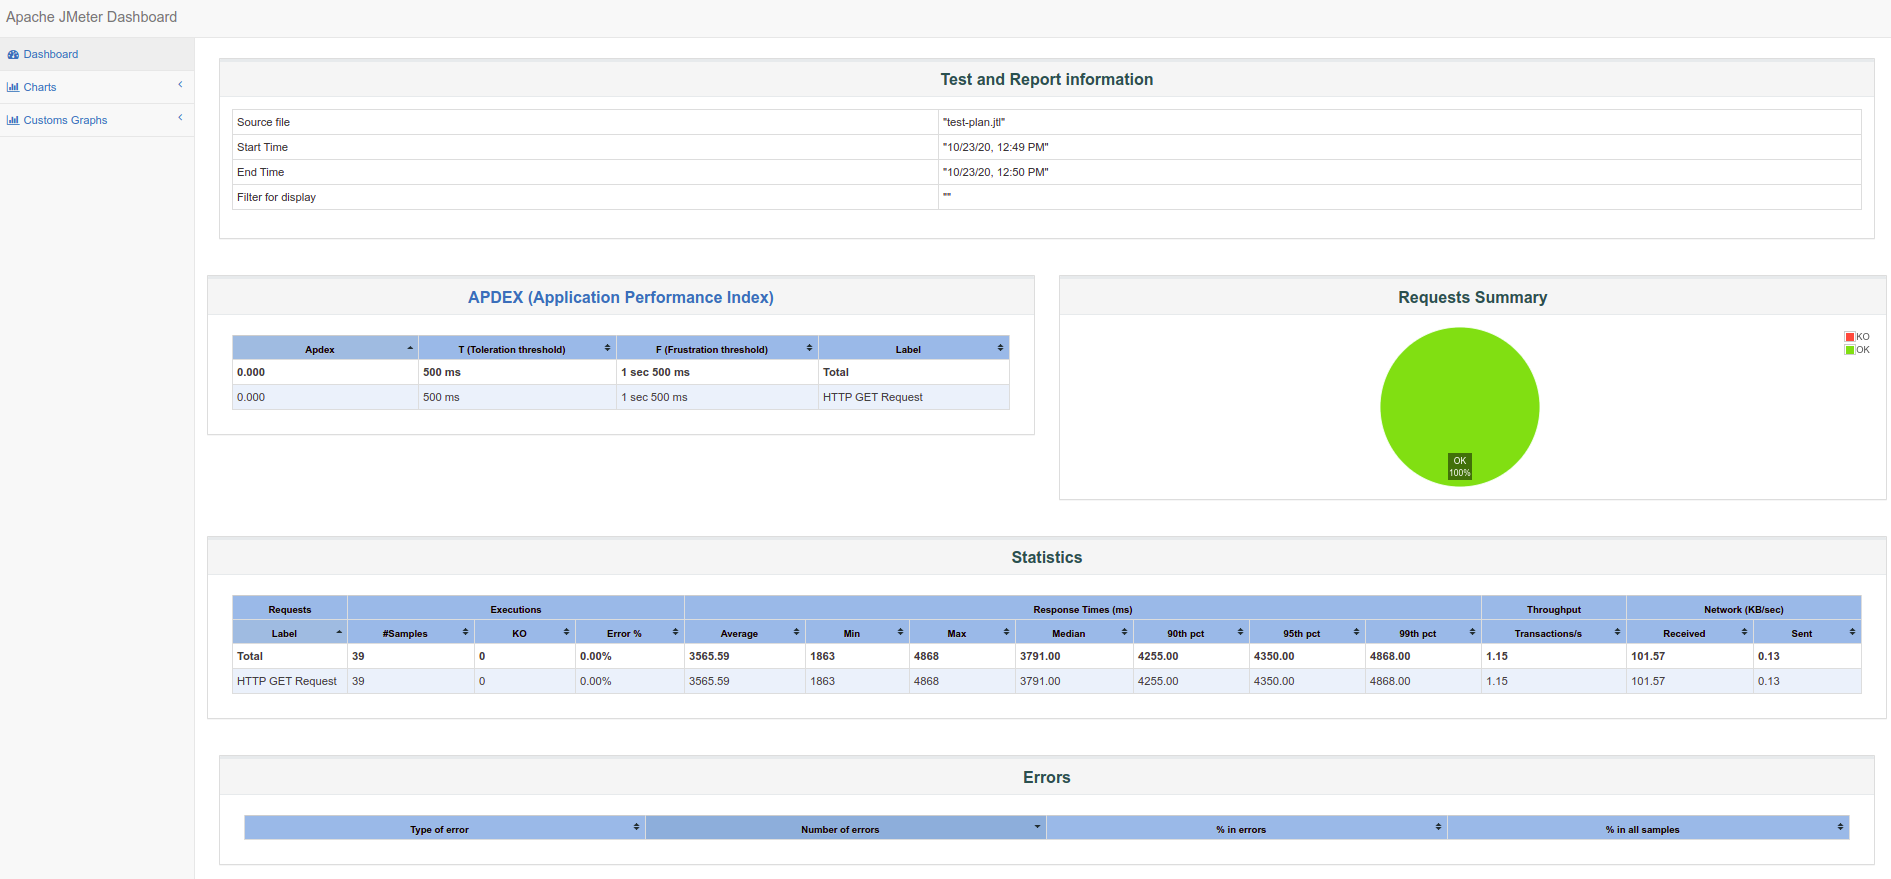 Apache JMeter Dashboard
Dashboard
Charts
Customs Graphs
Test and Report information
Source file "test-plan.jtl"
Start Time "10/23/20, 12:49 PM"
End Time "10/23/20, 12:50 PM"
Filter for display ""
APDEX (Application Performance Index)
Apdex T (Toleration threshold) F (Frustration threshold) Label
0.000 500 ms 1 sec 500 ms Total
0.000 500 ms 1 sec 500 ms HTTP GET Request
Requests Summary
KO
OK
OK
100%
Statistics
Requests Executions Response Times (ms) Throughput Network (KB/sec)
Label #Samples KO Error % Average Min Max Median 90th pct 95th pct 99th pct Transactions/s Received Sent
Total 39 0 0.00% 3565.59 1863 4868 3791.00 4255.00 4350.00 4868.00 1.15 101.57 0.13
HTTP GET Request 39 0 0.00% 3565.59 1863 4868 3791.00 4255.00 4350.00 4868.00 1.15 101.57 0.13
Errors
Type of error Number of errors % in errors % in all samples